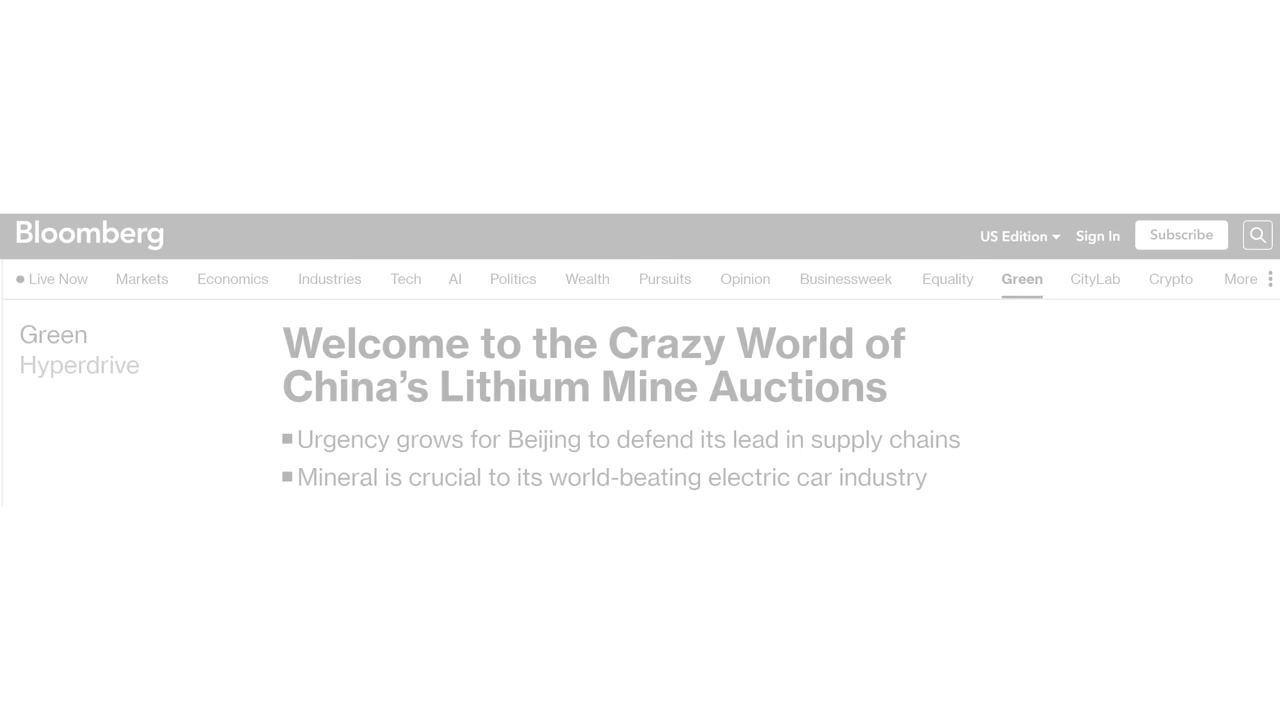 Bloomberg
US Edition Sign In Subscribe
Live Now Markets Economics Industries Tech AI Politics Wealth Pursuits Opinion Businessweek Equality Green CityLab Crypto More
Green
Hyperdrive
Welcome to the Crazy World of
China’s Lithium Mine Auctions
Urgency grows for Beijing to defend its lead in supply chains
Mineral is crucial to its world-beating electric car industry